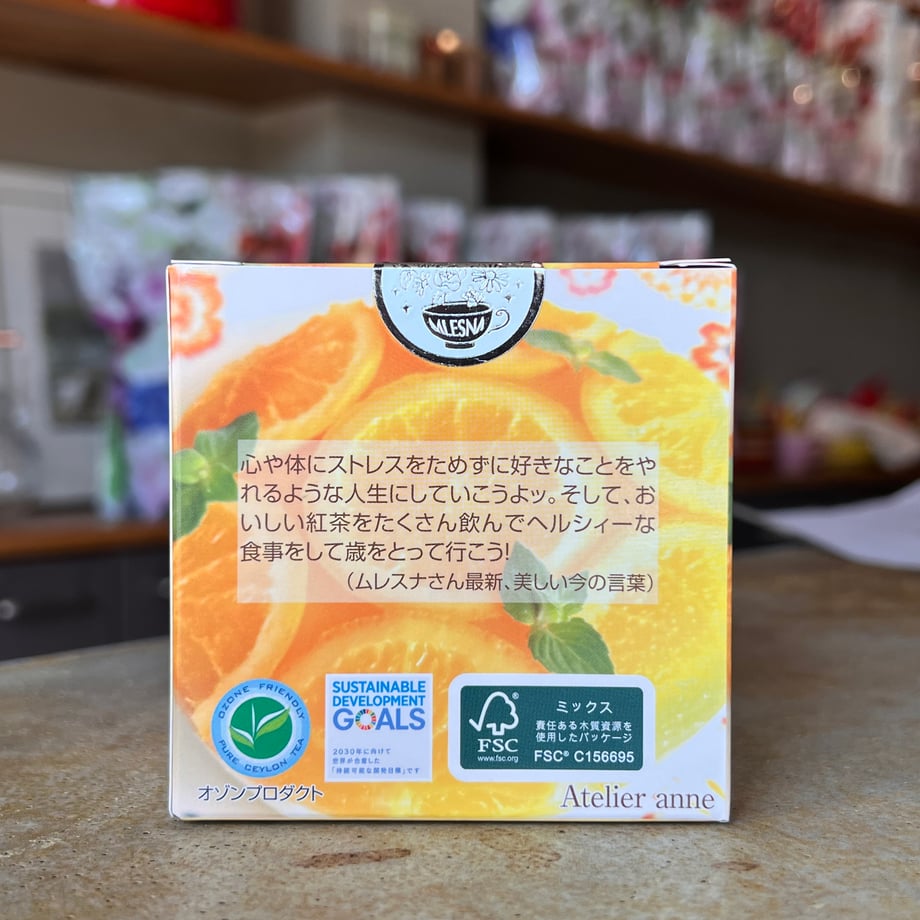 MLESNA
心や体にストレスをためずに好きなことをや
れるような人生にしていこうよッ。そして、お
いしい紅茶をたくさん飲んでヘルシィーな
食事をして歳をとって行こう!
(ムレスナさん最新、美しい今の言葉)
OZONE FRIENDLY
PURE CEYLON TEA
オゾンプロダクト
SUSTAINABLE
DEVELOPMENT
GOALS
2030年に向けて
世界が合意した
「持続可能な開発目標」です
FSC
www.fsc.org
ミックス
責任ある木質資源を
使用したパッケージ
FSC® C156695
Atelier anne